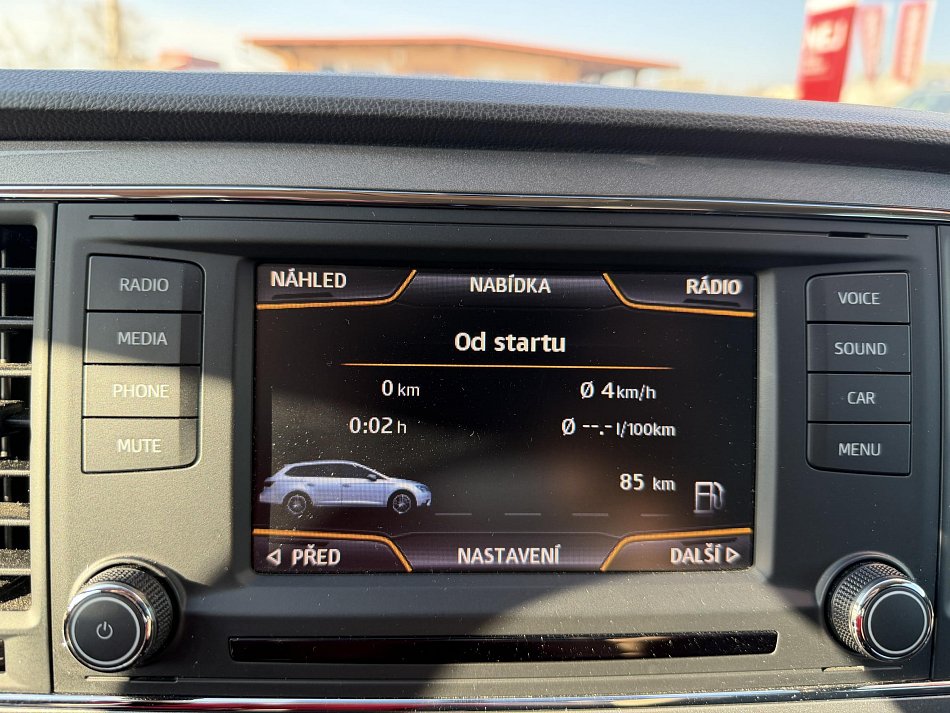 NEJ
RADIO
MEDIA
PHONE
MUTE
NÁHLED
NABÍDKA
RÁDIO
Od startu
0 km
Ø 4 km/h
0:02 h
Ø --.- l/100km
85 km
PŘED
NASTAVENÍ
DALŠÍ
VOICE
SOUND
CAR
MENU